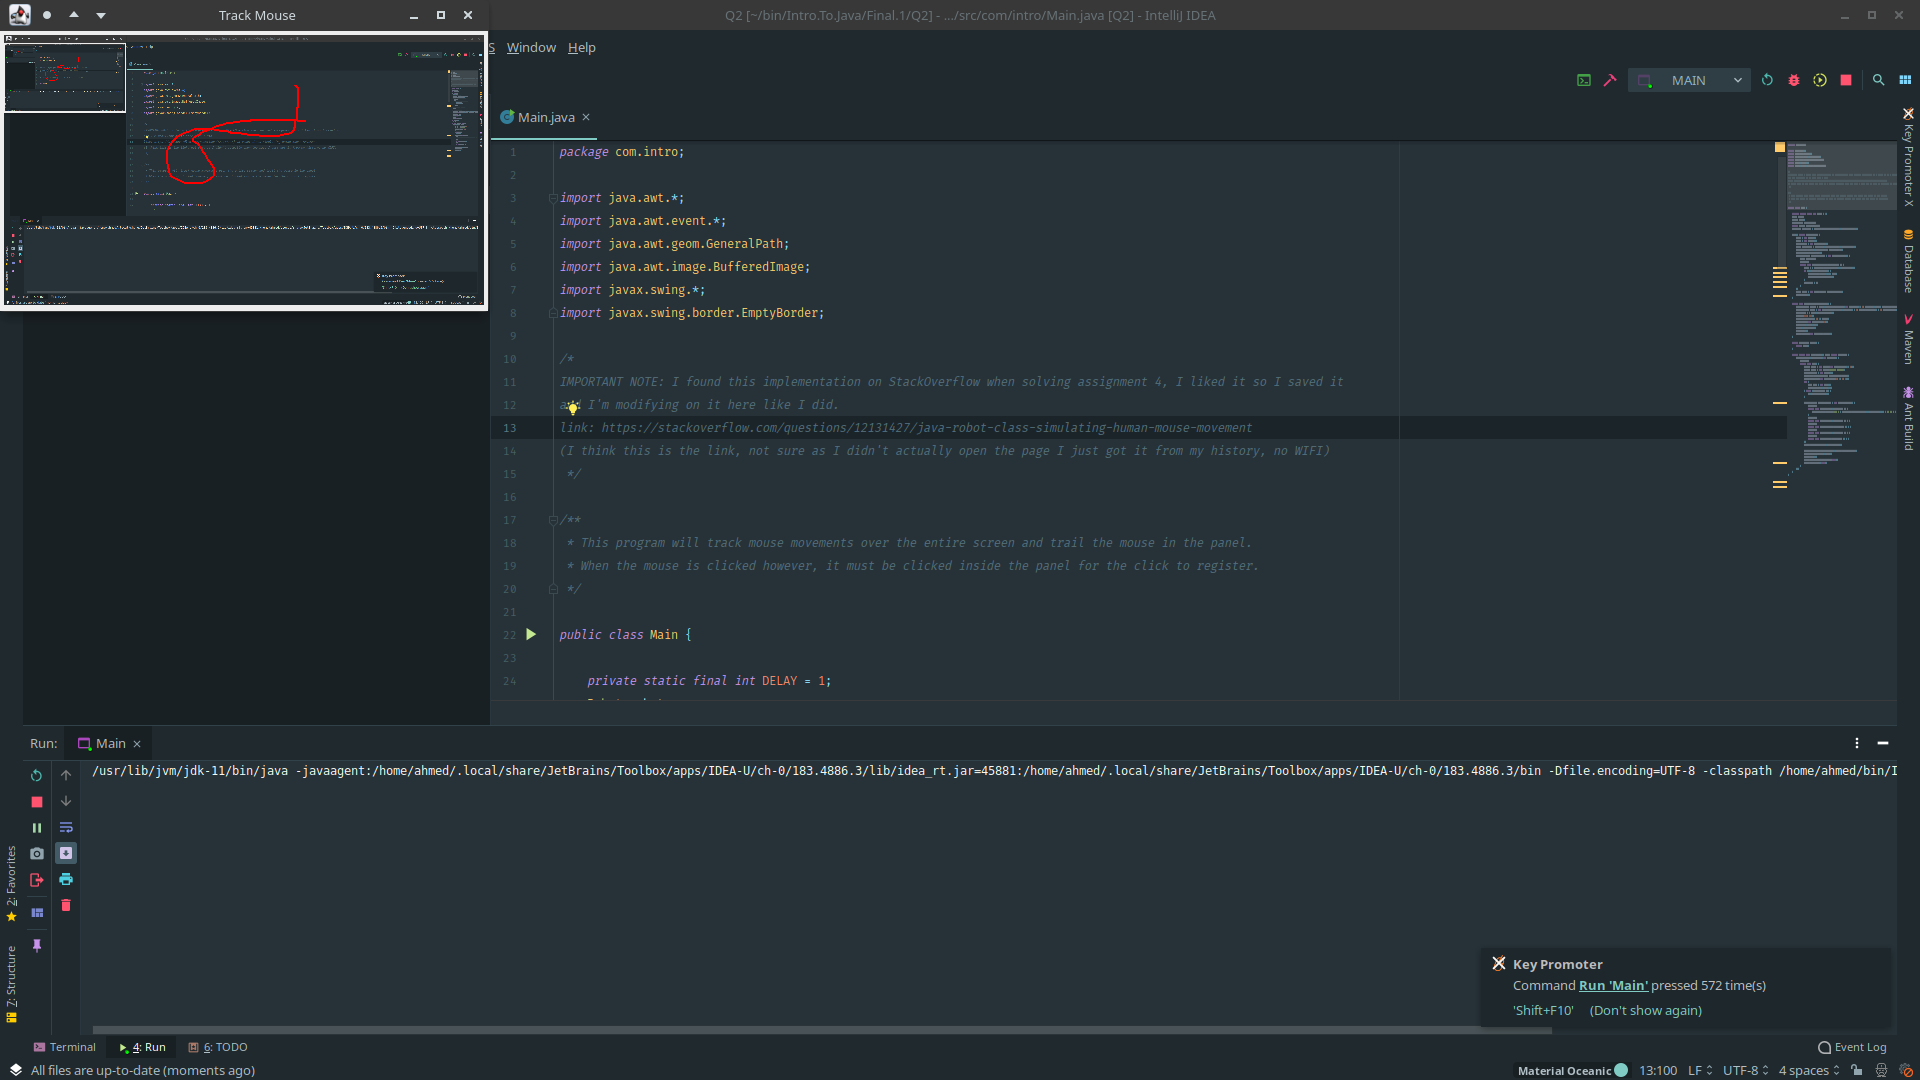 Track Mouse
Q2 [~/bin/Intro.To.Java/Final.1/Q2] - .../src/com/intro/Main.java [Q2] - IntelliJ IDEA
S Window Help
MAIN
Main.java
1 package com.intro;
2
3 import java.awt.*;
4 import java.awt.event.*;
5 import java.awt.geom.GeneralPath;
6 import java.awt.image.BufferedImage;
7 import javax.swing.*;
8 import javax.swing.border.EmptyBorder;
9
10 /*
11 IMPORTANT NOTE: I found this implementation on StackOverflow when solving assignment 4, I liked it so I saved it
12 and I'm modifying on it here like I did.
13 link: https://stackoverflow.com/questions/12131427/java-robot-class-simulating-human-mouse-movement
14 (I think this is the link, not sure as I didn't actually open the page I just got it from my history, no WIFI)
15 */
16
17 /**
18 * This program will track mouse movements over the entire screen and trail the mouse in the panel.
19 * When the mouse is clicked however, it must be clicked inside the panel for the click to register.
20 */
21
22 public class Main {
23
24 private static final int DELAY = 1;
Key Promoter X
Database
Maven
Ant Build
Run: Main
/usr/lib/jvm/jdk-11/bin/java -javaagent:/home/ahmed/.local/share/JetBrains/Toolbox/apps/IDEA-U/ch-0/183.4886.3/lib/idea_rt.jar=45881:/home/ahmed/.local/share/JetBrains/Toolbox/apps/IDEA-U/ch-0/183.4886.3/bin -Dfile.encoding=UTF-8 -classpath /home/ahmed/bin/I
2: Favorites
7: Structure
Key Promoter
Command Run 'Main' pressed 572 time(s)
'Shift+F10' (Don't show again)
Terminal 4: Run 6: TODO Event Log
All files are up-to-date (moments ago) Material Oceanic 13:100 LF UTF-8 4 spaces